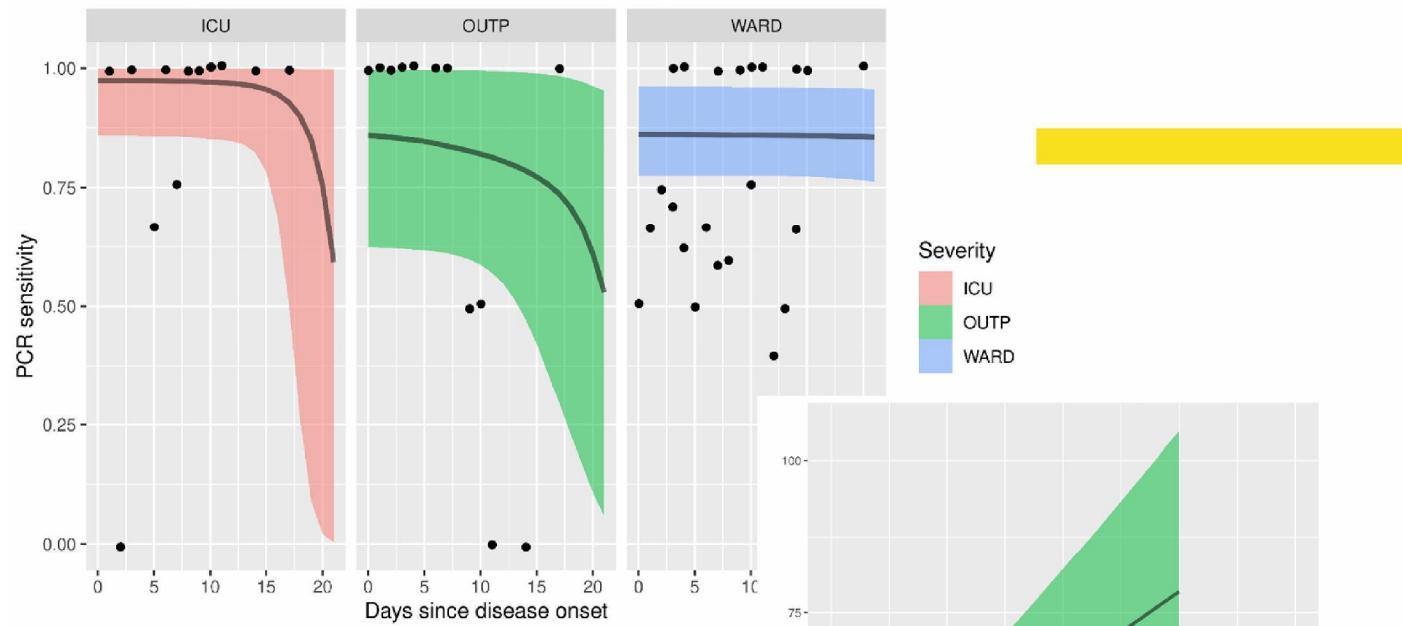 ICU OUTP WARD
1.00
0.75
0.50
0.25
0.00
PCR sensitivity
0 5 10 15 20 0 5 10 15 20 0 5
Days since disease onset
Severity
ICU
OUTP
WARD
100
75